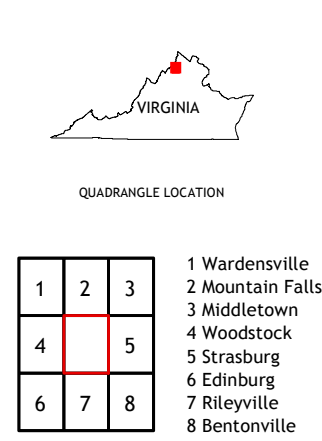 VIRGINIA
QUADRANGLE LOCATION
1 2 3
4 5
6 7 8
1 Wardensville
2 Mountain Falls
3 Middletown
4 Woodstock
5 Strasburg
6 Edinburg
7 Rileyville
8 Bentonville